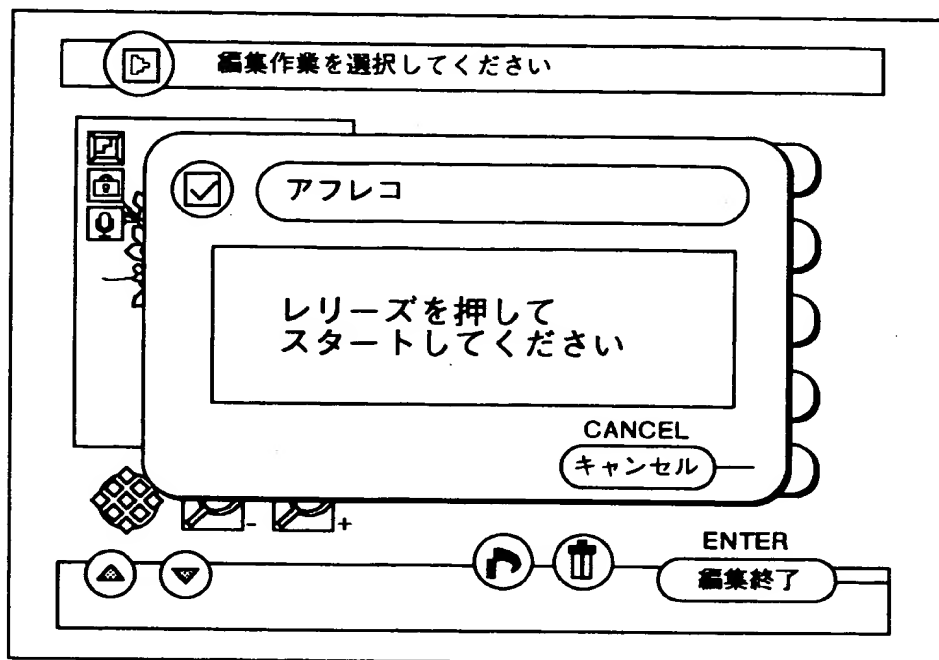 編集作業を選択してください
アフレコ
レリーズを押して
スタートしてください
CANCEL
キャンセル
-
+
ENTER
編集終了